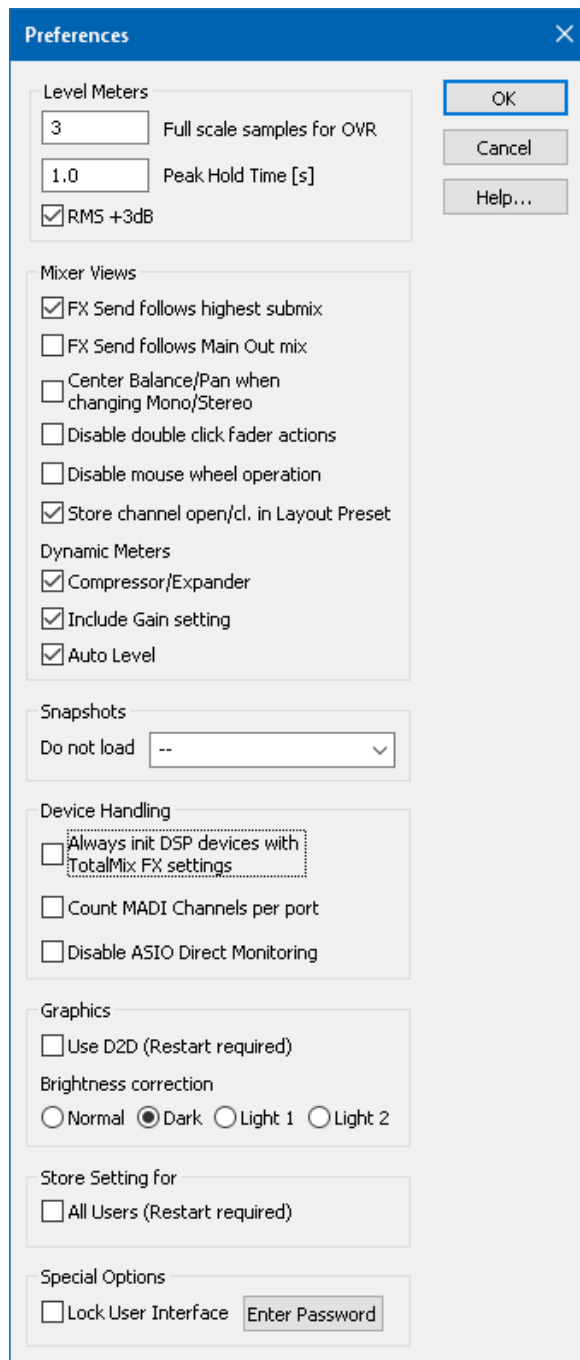 Preferences
Level Meters
OK
3 Full scale samples for OVR
Cancel
1.0 Peak Hold Time [s]
Help...
RMS +3dB
Mixer Views
FX Send follows highest submix
FX Send follows Main Out mix
Center Balance/Pan when
changing Mono/Stereo
Disable double click fader actions
Disable mouse wheel operation
Store channel open/cl. in Layout Preset
Dynamic Meters
Compressor/Expander
Include Gain setting
Auto Level
Snapshots
Do not load --
Device Handling
Always init DSP devices with
TotalMix FX settings
Count MADI Channels per port
Disable ASIO Direct Monitoring
Graphics
Use D2D (Restart required)
Brightness correction
Normal Dark Light 1 Light 2
Store Setting for
All Users (Restart required)
Special Options
Lock User Interface Enter Password